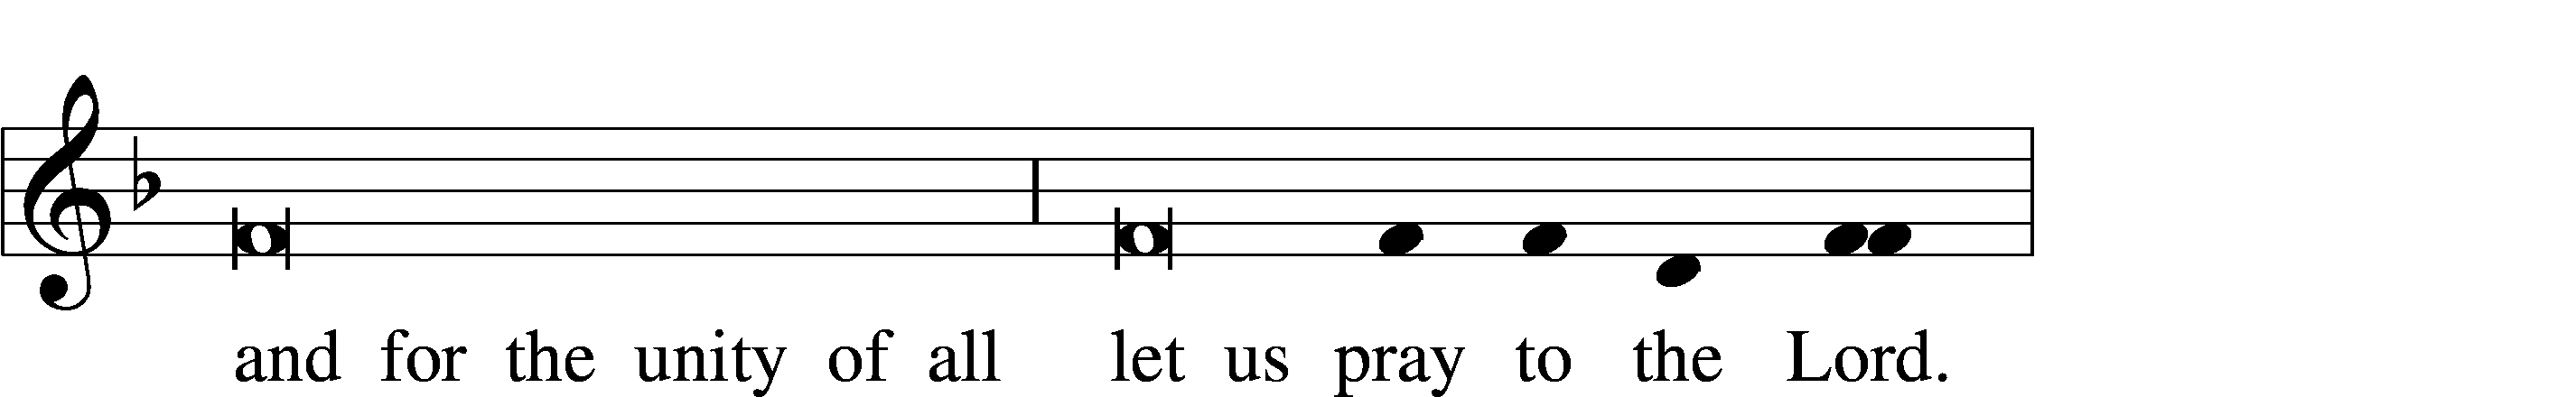 and for the unity of all let us pray to the Lord.